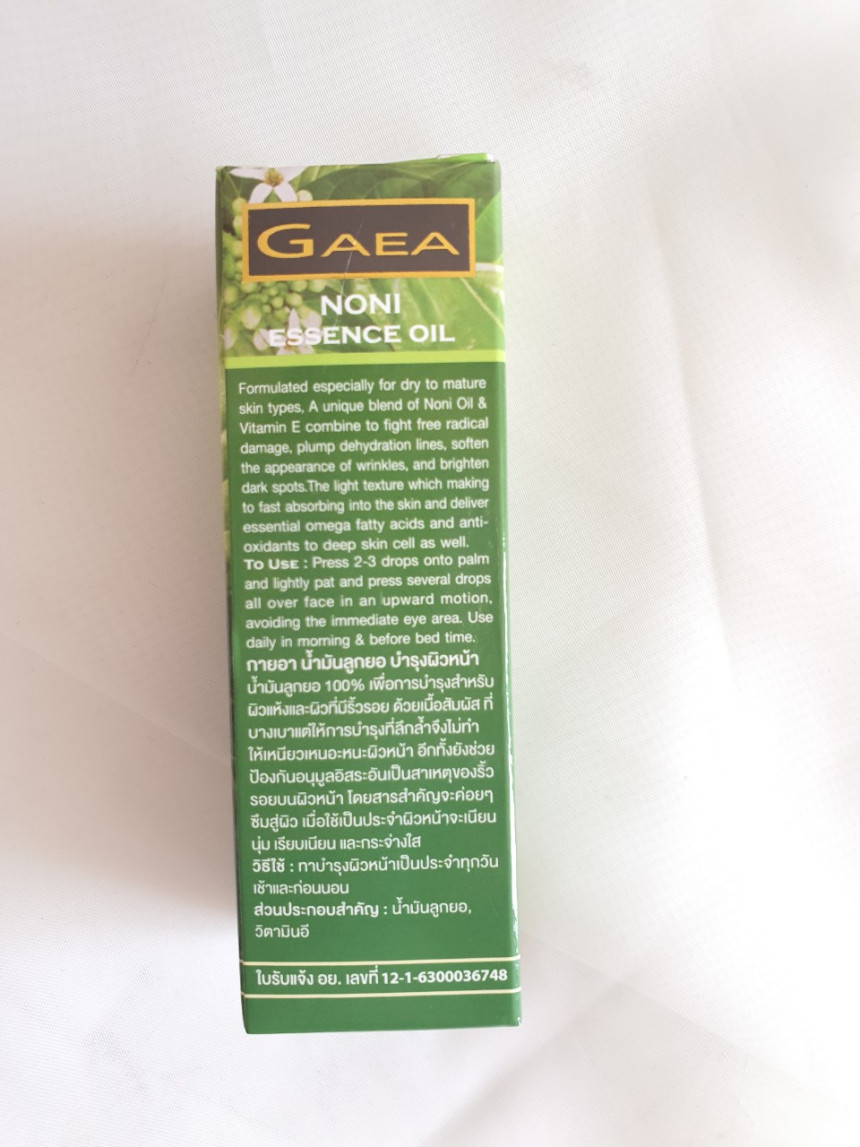 GAEA
NONI
ESSENCE OIL
Formulated especially for dry to mature
skin types, A unique blend of Noni Oil &
Vitamin E combine to fight free radical
damage, plump dehydration lines, soften
the appearance of wrinkles, and brighten
dark spots.The light texture which making
to fast absorbing into the skin and deliver
essential omega fatty acids and anti-
oxidants to deep skin cell as well.
TO USE : Press 2-3 drops onto palm
and lightly pat and press several drops
all over face in an upward motion,
avoiding the immediate eye area. Use
daily in morning & before bed time.
กายอา น้ำมันลูกยอ บำรุงผิวหน้า
น้ำมันลูกยอ 100% เพื่อการบำรุงสำหรับ
ผิวแห้งและผิวที่มีริ้วรอย ด้วยเนื้อสัมผัส ที่
บางเบาแต่ให้การบำรุงที่ลึกล้ำจึงไม่ทำ
ให้เหนียวเหนอะหนะผิวหน้า อีกทั้งยังช่วย
ป้องกันอนุมูลอิสระอันเป็นสาเหตุของริ้ว
รอยบนผิวหน้า โดยสารสำคัญจะค่อยๆ
ซึมสู่ผิว เมื่อใช้เป็นประจำผิวหน้าจะเนียน
นุ่ม เรียบเนียน และกระจ่างใส
วิธีใช้ : ทาบำรุงผิวหน้าเป็นประจำทุกวัน
เช้าและก่อนนอน
ส่วนประกอบสำคัญ : น้ำมันลูกยอ,
วิตามินอี
ใบรับแจ้ง อย. เลขที่ 12-1-6300036748